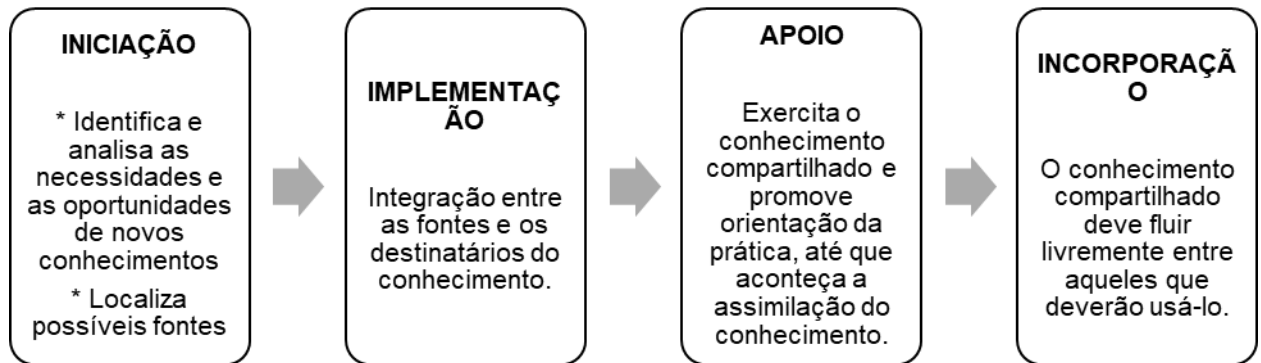 INICIAÇÃO
* Identifica e
analisa as
necessidades e
as oportunidades
de novos
conhecimentos
* Localiza
possíveis fontes
IMPLEMENTAÇ
ÃO
Integração entre
as fontes e os
destinatários do
conhecimento.
APOIO
Exercita o
conhecimento
compartilhado e
promove
orientação da
prática, até que
aconteça a
assimilação do
conhecimento.
INCORPORAÇÃ
O
O conhecimento
compartilhado
deve fluir
livremente entre
aqueles que
deverão usá-lo.